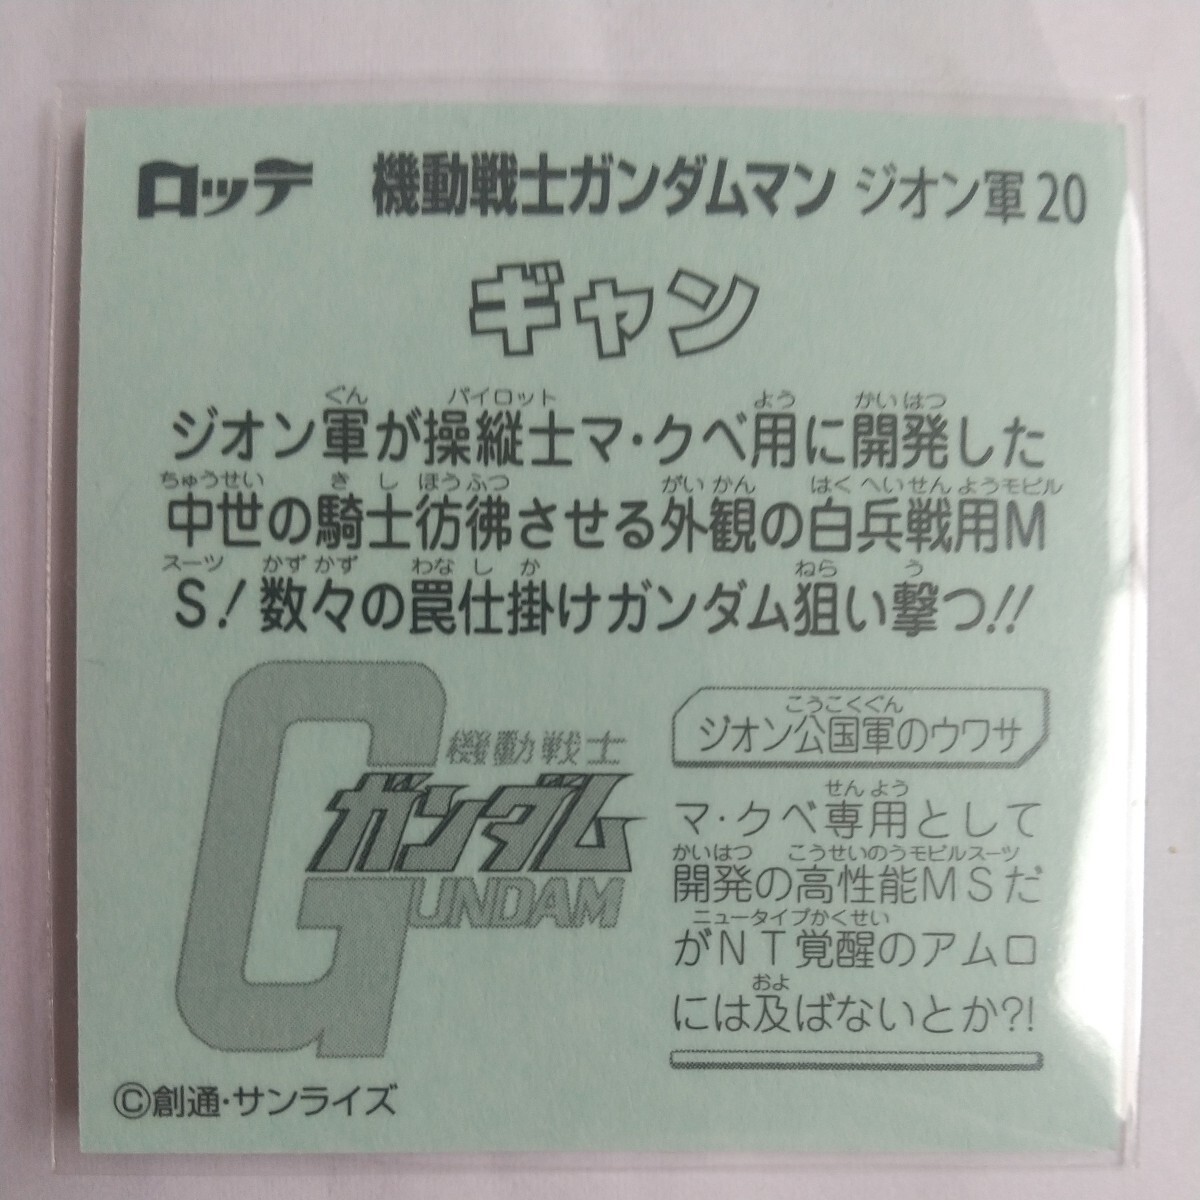 ロッテ 機動戦士ガンダムマン ジオン軍20
ギャン
ぐん パイロット よう かいはつ
ジオン軍が操縦士マ・クベ用に開発した
ちゅうせい きし ほうふつ がいかん はくへいせんようモビル
中世の騎士彷彿させる外観の白兵戦用M
スーツ かずかず わな しか ねら う
S!数々の罠仕掛けガンダム狙い撃つ!!
機動戦士
ガンダム
GUNDAM
こうこくぐん
ジオン公国軍のウワサ
せんよう
マ・クベ専用として
かいはつ こうせいのうモビルスーツ
開発の高性能MSだ
ニュータイプかくせい
がNT覚醒のアムロ
およ
には及ばないとか?!
©創通・サンライズ